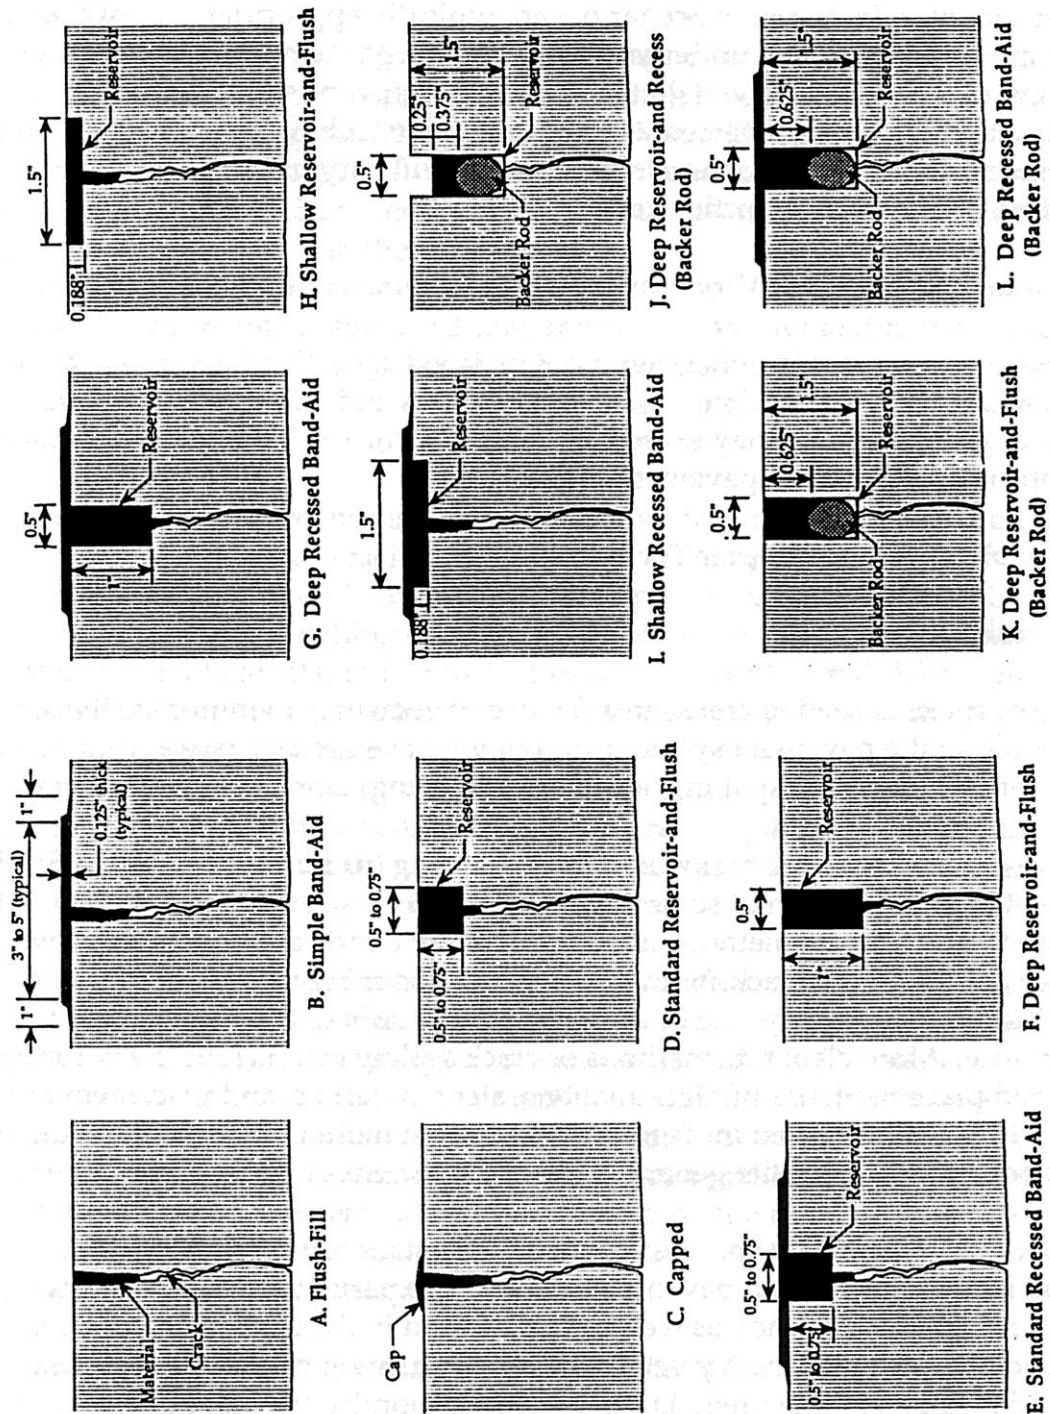 Material
Crack
A. Flush-Fill
1"
3" to 5" (typical)
1"
0.125" thick
(typical)
B. Simple Band-Aid
0.5"
1"
Reservoir
G. Deep Recessed Band-Aid
1.5"
0.188"
Reservoir
H. Shallow Reservoir-and-Flush
Cap
C. Capped
0.5" to 0.75"
0.5" to 0.75"
Reservoir
D. Standard Reservoir-and-Flush
1.5"
0.188"
Reservoir
I. Shallow Recessed Band-Aid
0.5"
0.25"
0.375"
1.5"
Backer Rod
Reservoir
J. Deep Reservoir-and Recess
(Backer Rod)
0.5" to 0.75"
0.5" to 0.75"
Reservoir
E. Standard Recessed Band-Aid
0.5"
1"
Reservoir
F. Deep Reservoir-and-Flush
0.5"
0.625"
1.5"
Backer Rod
Reservoir
K. Deep Reservoir-and-Flush
(Backer Rod)
0.5"
0.625"
1.5"
Backer Rod
Reservoir
L. Deep Recessed Band-Aid
(Backer Rod)